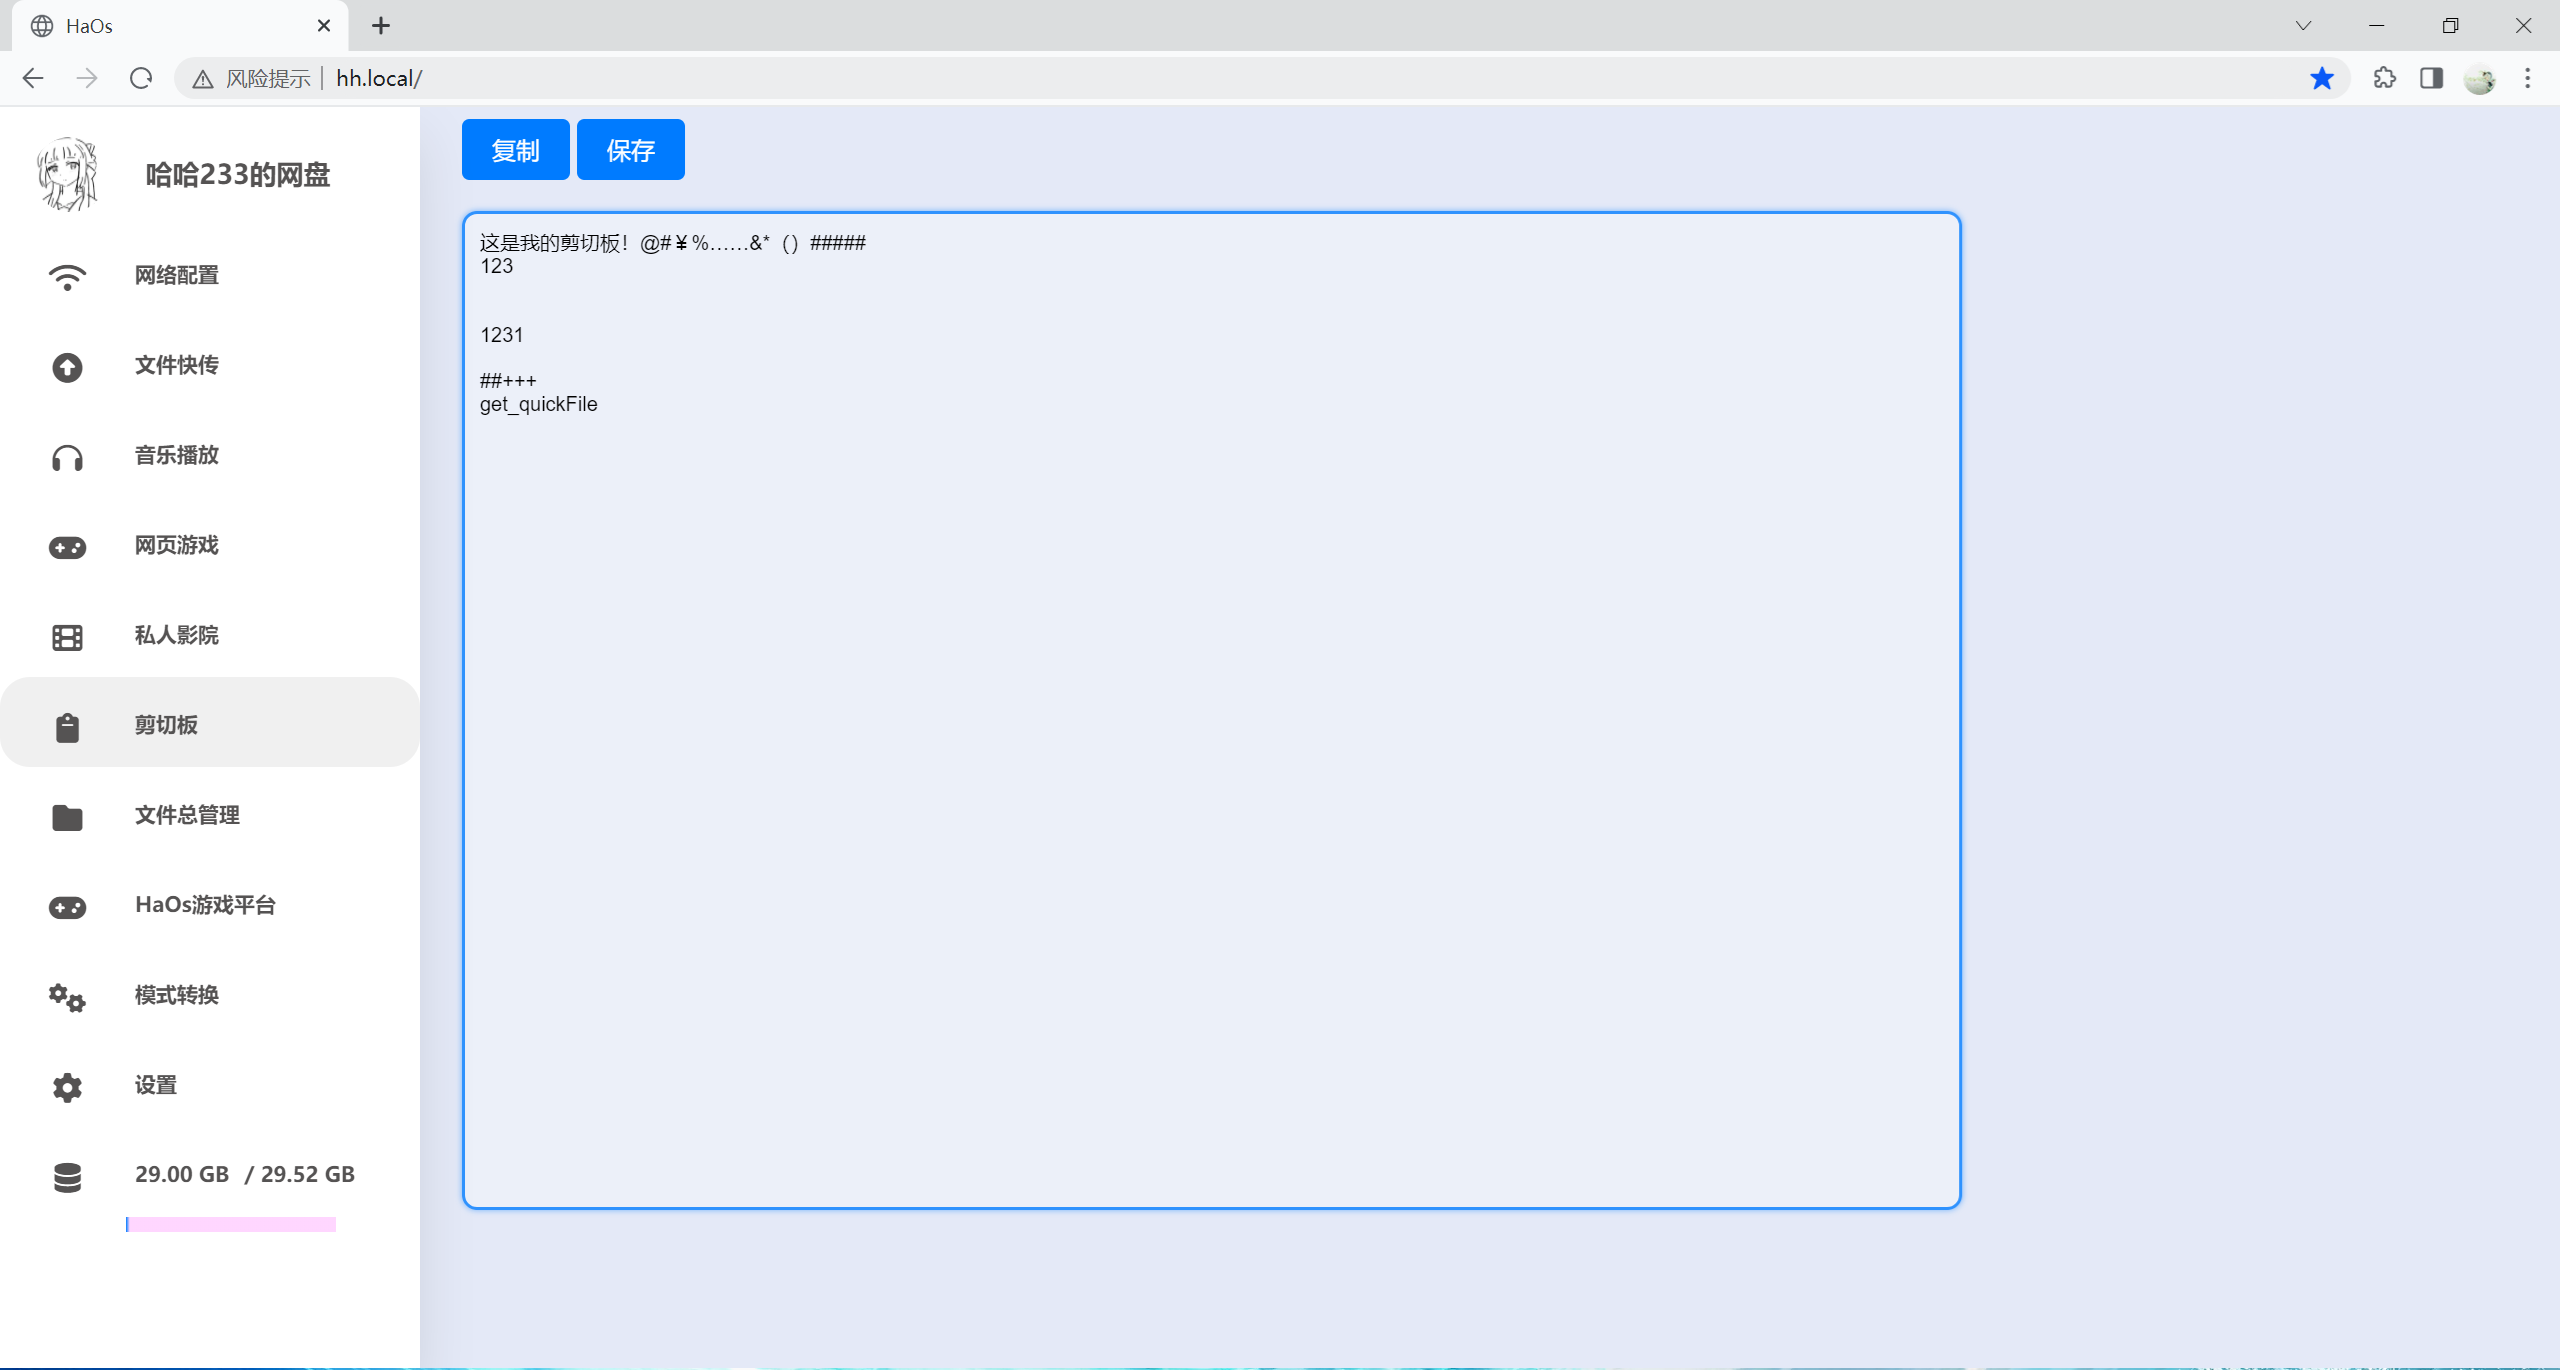 HaOs
风险提示 hh.local/
哈哈233的网盘
网络配置
文件快传
音乐播放
网页游戏
私人影院
剪切板
文件总管理
HaOs游戏平台
模式转换
设置
29.00 GB / 29.52 GB
复制 保存
这是我的剪切板！@#￥%……&*（）#####
123
1231
##+++
get_quickFile